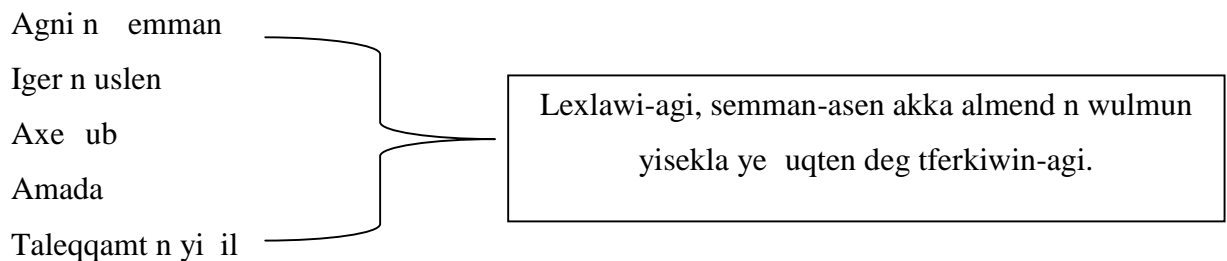 Agni n emman
Iger n uslen
Axe ub
Amada
Taleqqamt n yi il
Lexlawi-agi, semman-asen akka almend n wulmun
yisekla ye uqten deg tferkiwin-agi.